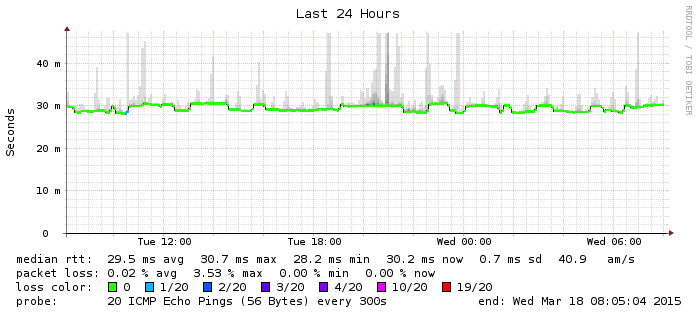 Last 24 Hours
RRDTOOL / TOBI OETIKER
Seconds
40 m
30 m
20 m
10 m
0
Tue 12:00 Tue 18:00 Wed 00:00 Wed 06:00
median rtt: 29.5 ms avg 30.7 ms max 28.2 ms min 30.2 ms now 0.7 ms sd 40.9 am/s
packet loss: 0.02 % avg 3.53 % max 0.00 % min 0.00 % now
loss color: 0 1/20 2/20 3/20 4/20 10/20 19/20
probe: 20 ICMP Echo Pings (56 Bytes) every 300s end: Wed Mar 18 08:05:04 2015